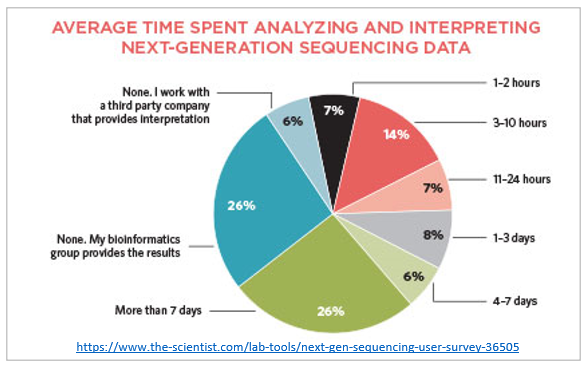 AVERAGE TIME SPENT ANALYZING AND INTERPRETING
NEXT-GENERATION SEQUENCING DATA
1–2 hours
7%
None. I work with
a third party company
that provides interpretation
6%
3–10 hours
14%
11–24 hours
7%
26%
1–3 days
8%
None. My bioinformatics
group provides the results
4–7 days
6%
More than 7 days
26%
https://www.the-scientist.com/lab-tools/next-gen-sequencing-user-survey-36505